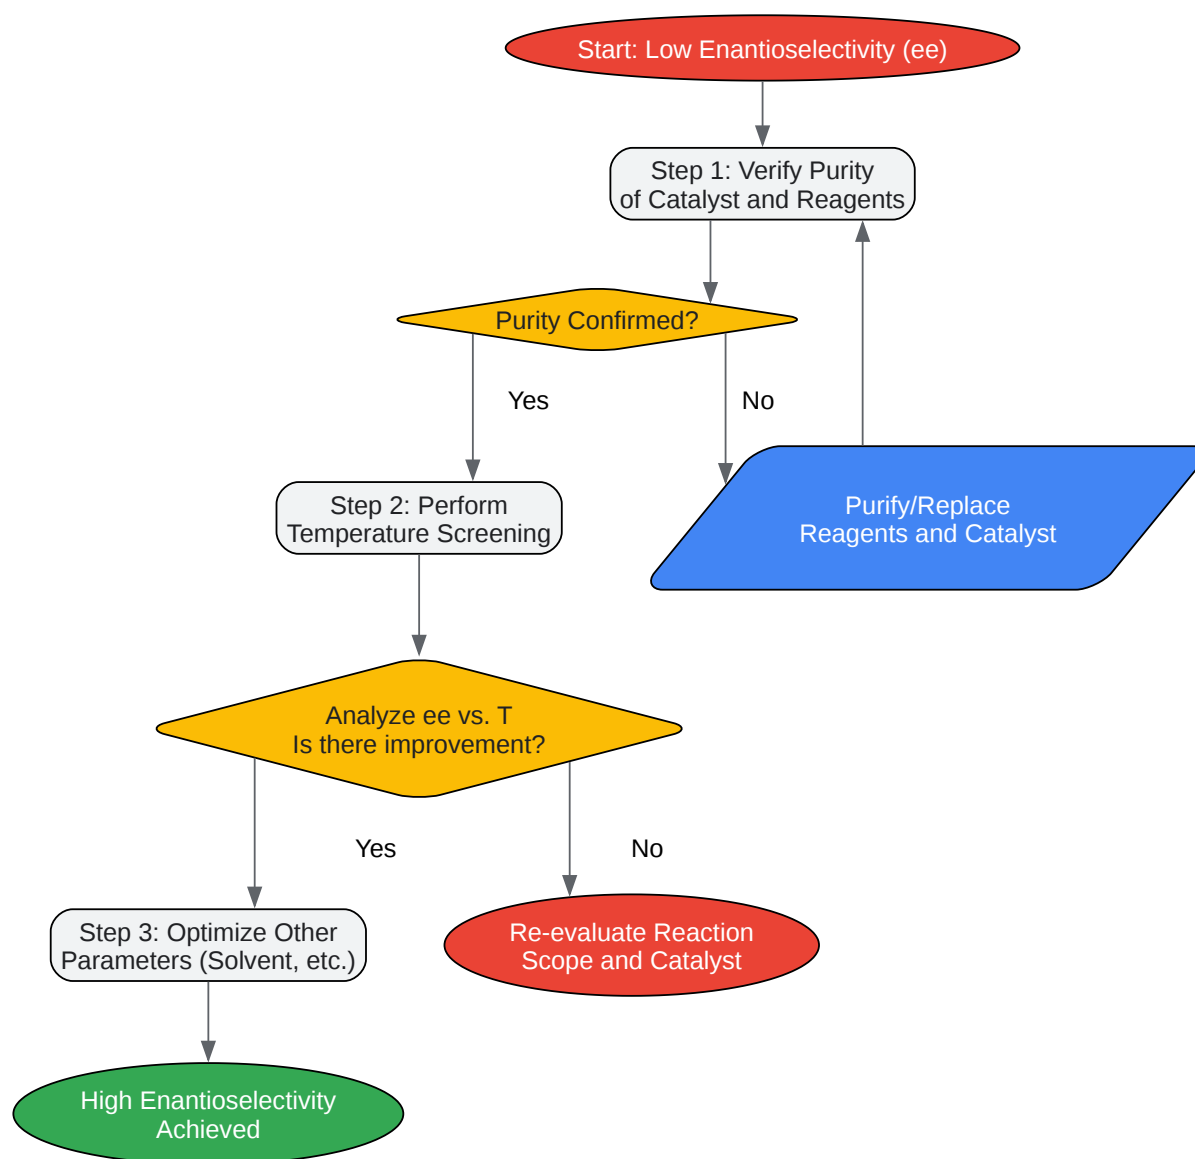 Start: Low Enantioselectivity (ee)
Step 1: Verify Purity
of Catalyst and Reagents
Purity Confirmed?
Yes
No
Step 2: Perform
Temperature Screening
Purify/Replace
Reagents and Catalyst
Analyze ee vs. T
Is there improvement?
Yes
No
Step 3: Optimize Other
Parameters (Solvent, etc.)
Re-evaluate Reaction
Scope and Catalyst
High Enantioselectivity
Achieved